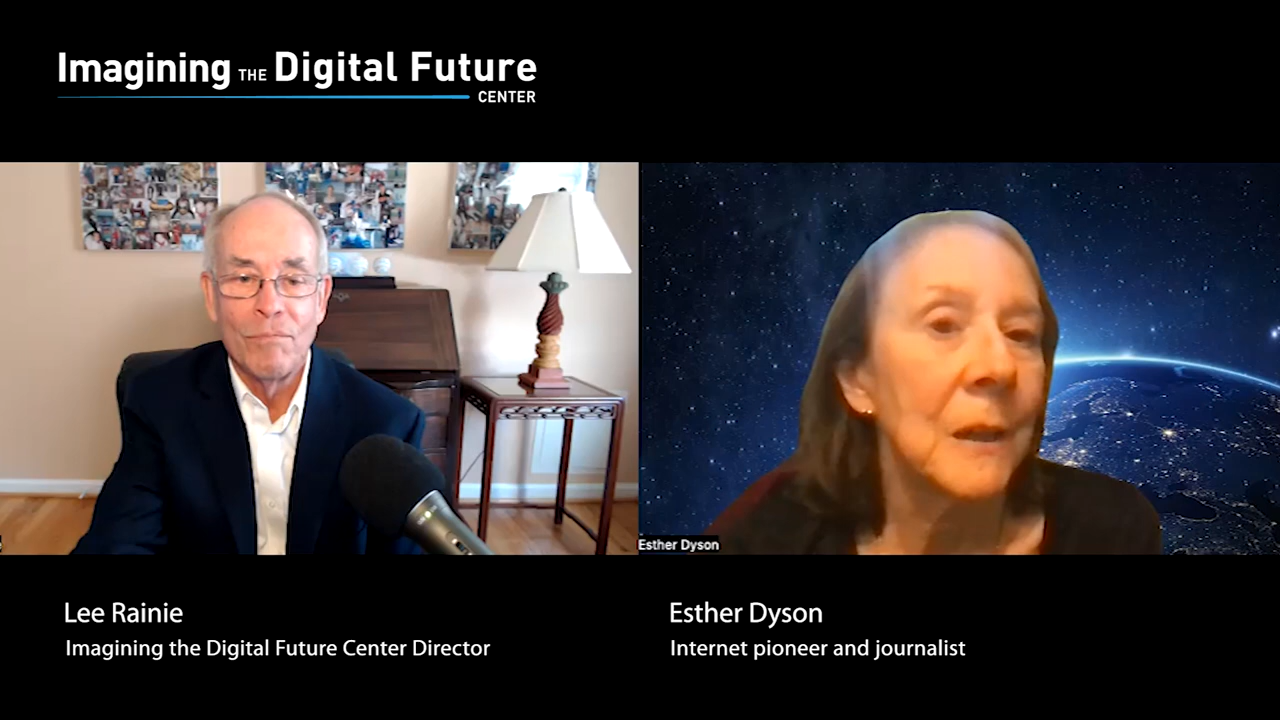 Imagining THE Digital Future
CENTER
Esther Dyson
Lee Rainie
Imagining the Digital Future Center Director
Esther Dyson
Internet pioneer and journalist